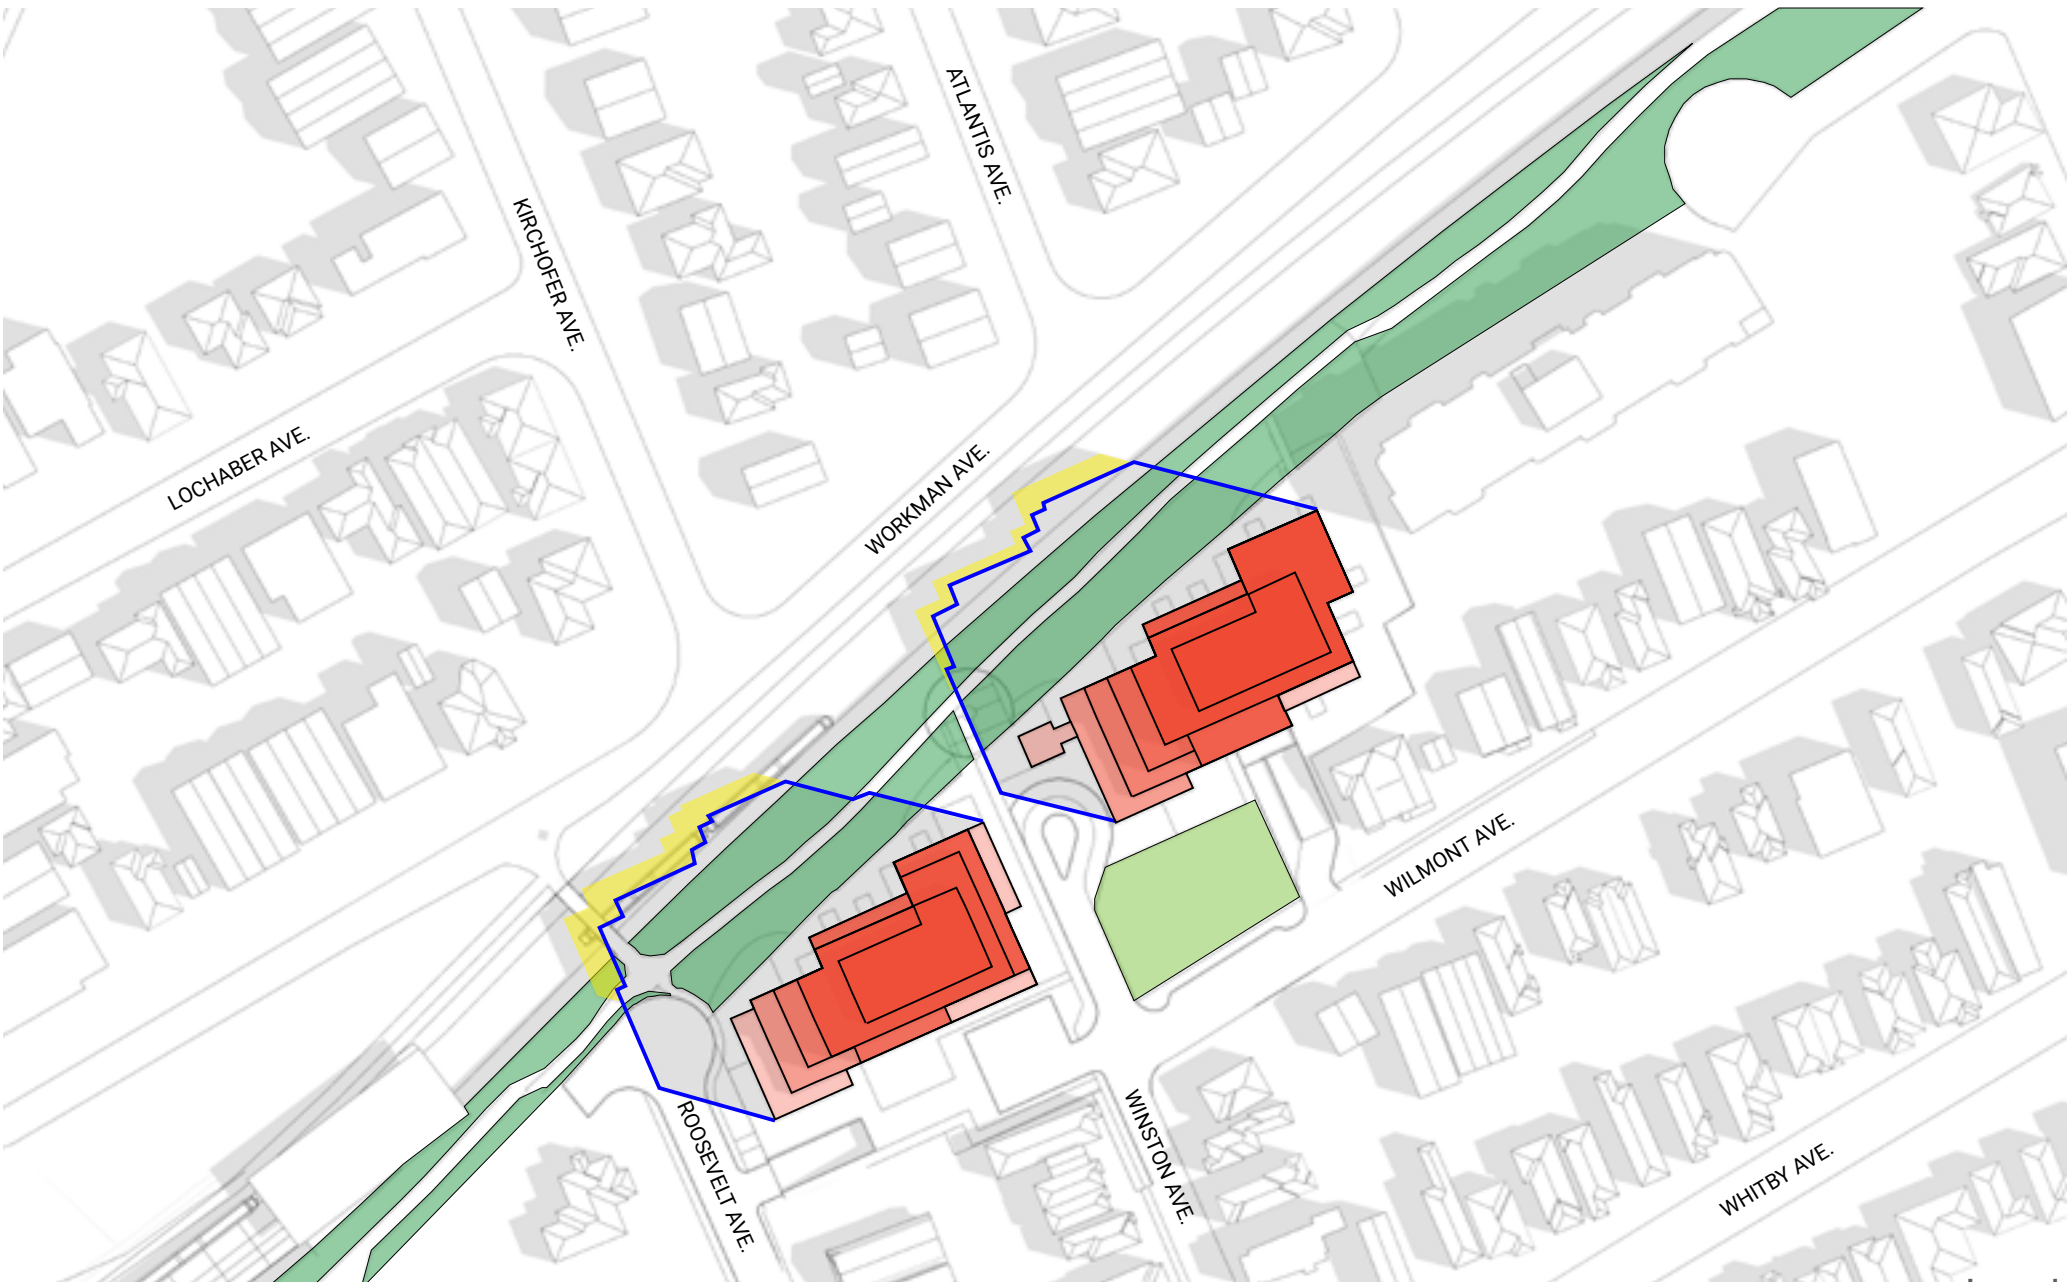 ATLANTIS AVE.
KIRCHOFER AVE.
LOCHABER AVE.
WORKMAN AVE.
WILMONT AVE.
ROOSEVELT AVE.
WINSTON AVE.
WHITBY AVE.